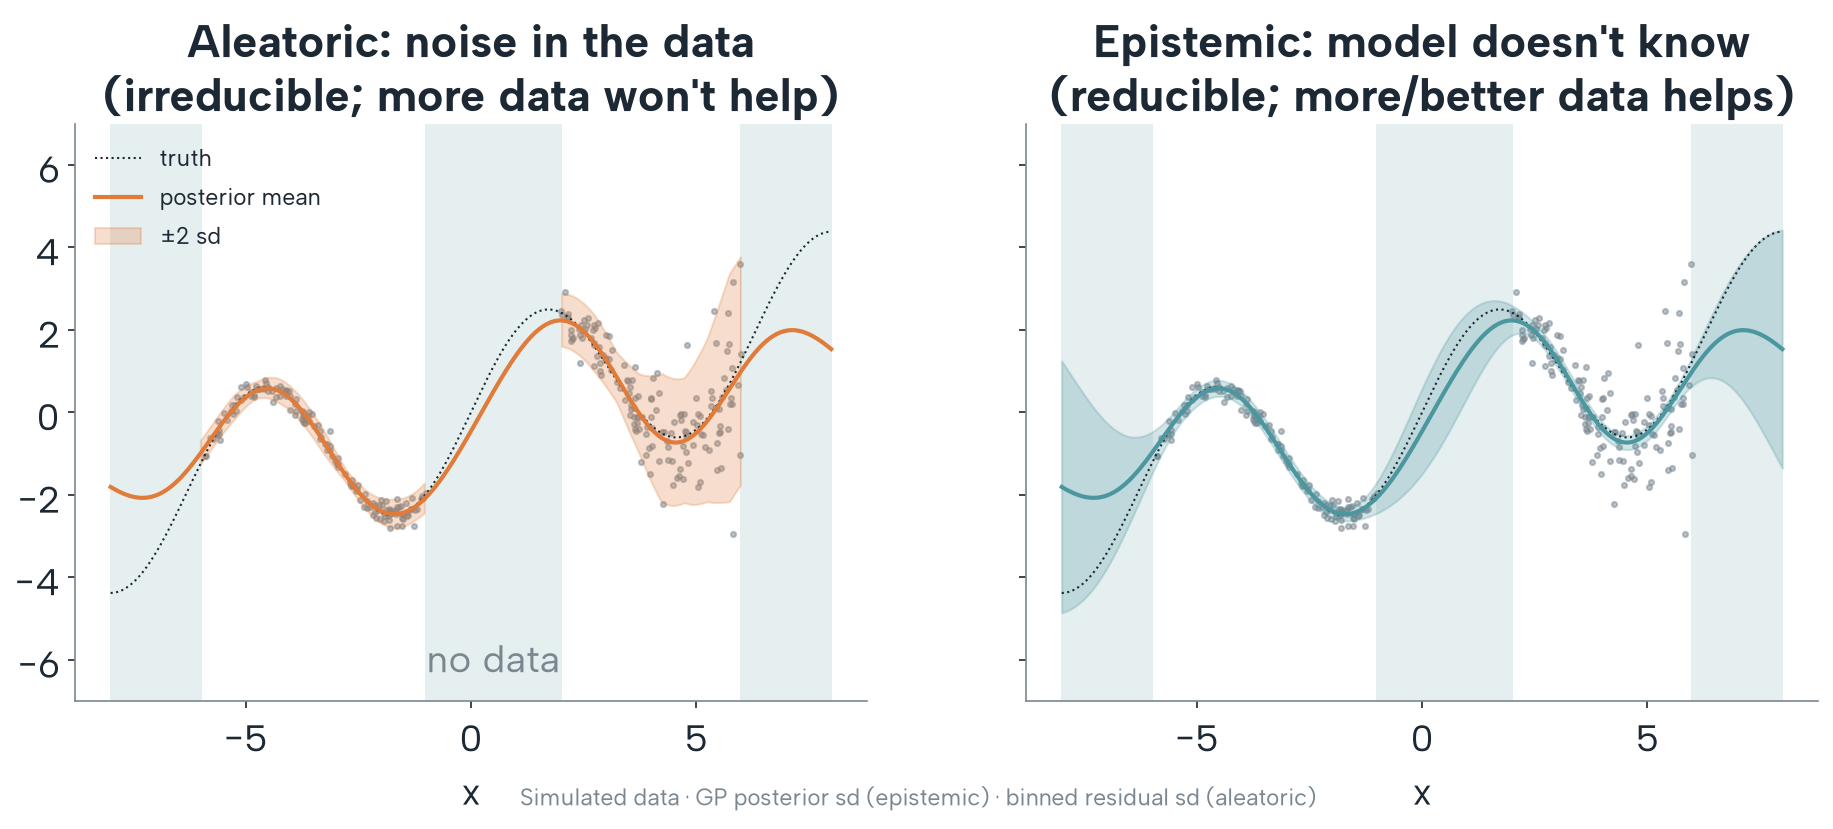 Aleatoric: noise in the data
(irreducible; more data won't help)
Epistemic: model doesn't know
(reducible; more/better data helps)
truth
posterior mean
±2 sd
6
4
2
0
−2
−4
−6
no data
−5
0
5
−5
0
5
x
Simulated data · GP posterior sd (epistemic) · binned residual sd (aleatoric)
x